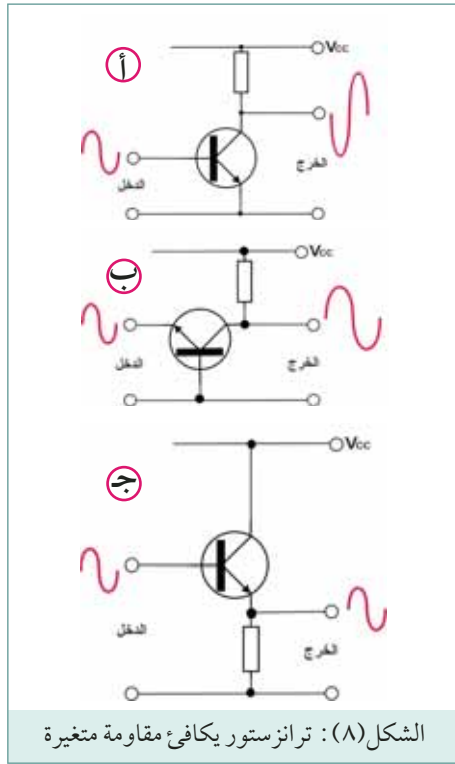 أ
Vcc
الدخل
الخرج
ب
Vcc
الدخل
الخرج
جـ
Vcc
الدخل
الخرج
الشكل(٨): ترانزستور يكافئ مقاومة متغيرة